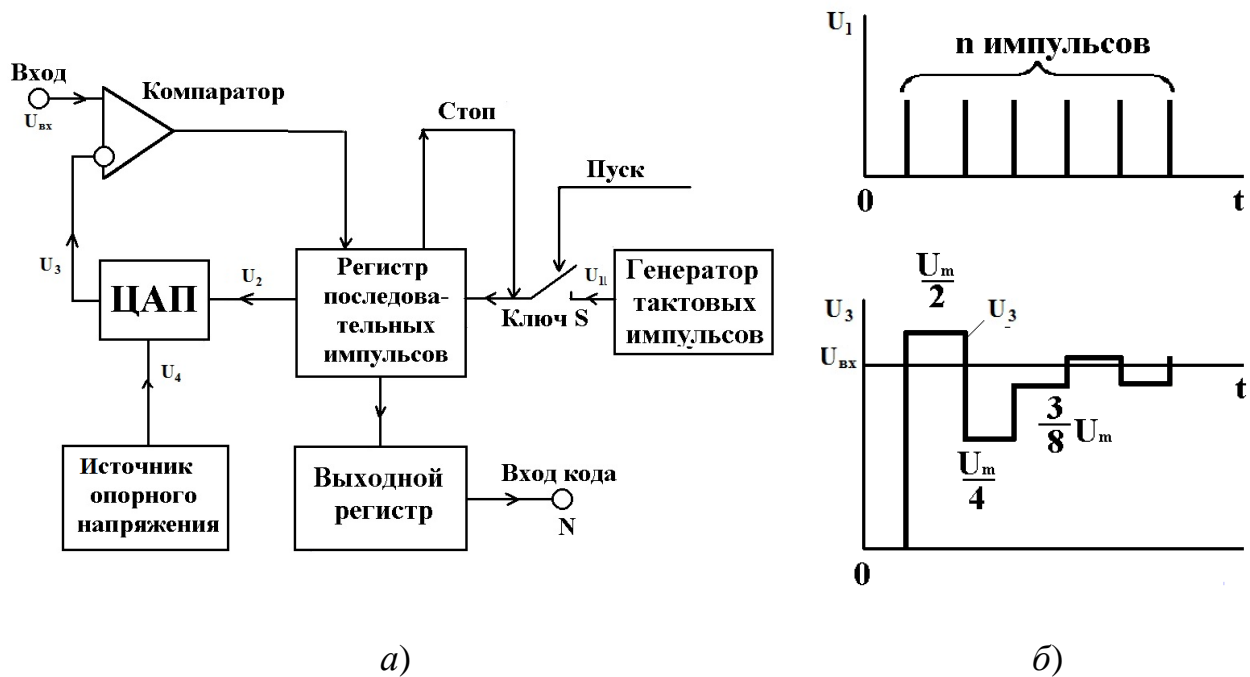 Вход
Uвх
Компаратор
Стоп
Пуск
U3
ЦАП
U2
Регистр
последова-
тельных
импульсов
Ключ S
U1
Генератор
тактовых
импульсов
U4
Источник
опорного
напряжения
Выходной
регистр
Вход кода
N
а)
U1
n импульсов
0
t
Um
2
U3
U3
Uвх
t
3
8
Um
Um
4
0
б)